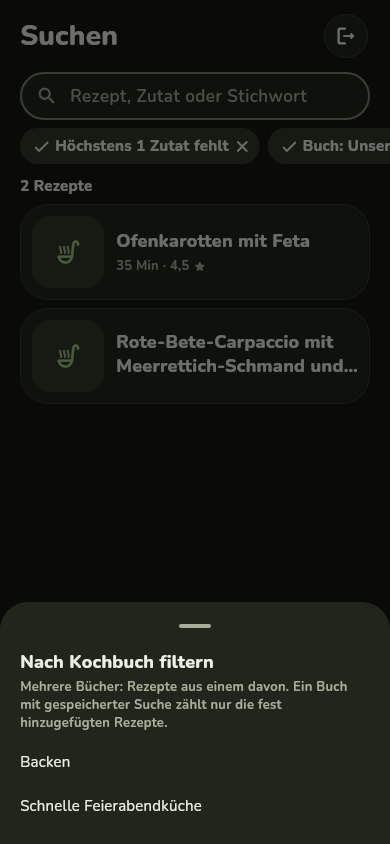 Suchen
Rezept, Zutat oder Stichwort
Höchstens 1 Zutat fehlt
Buch: Unser
2 Rezepte
Ofenkarotten mit Feta
35 Min · 4,5 ★
Rote-Bete-Carpaccio mit
Meerrettich-Schmand und…
Nach Kochbuch filtern
Mehrere Bücher: Rezepte aus einem davon. Ein Buch
mit gespeicherter Suche zählt nur die fest
hinzugefügten Rezepte.
Backen
Schnelle Feierabendküche